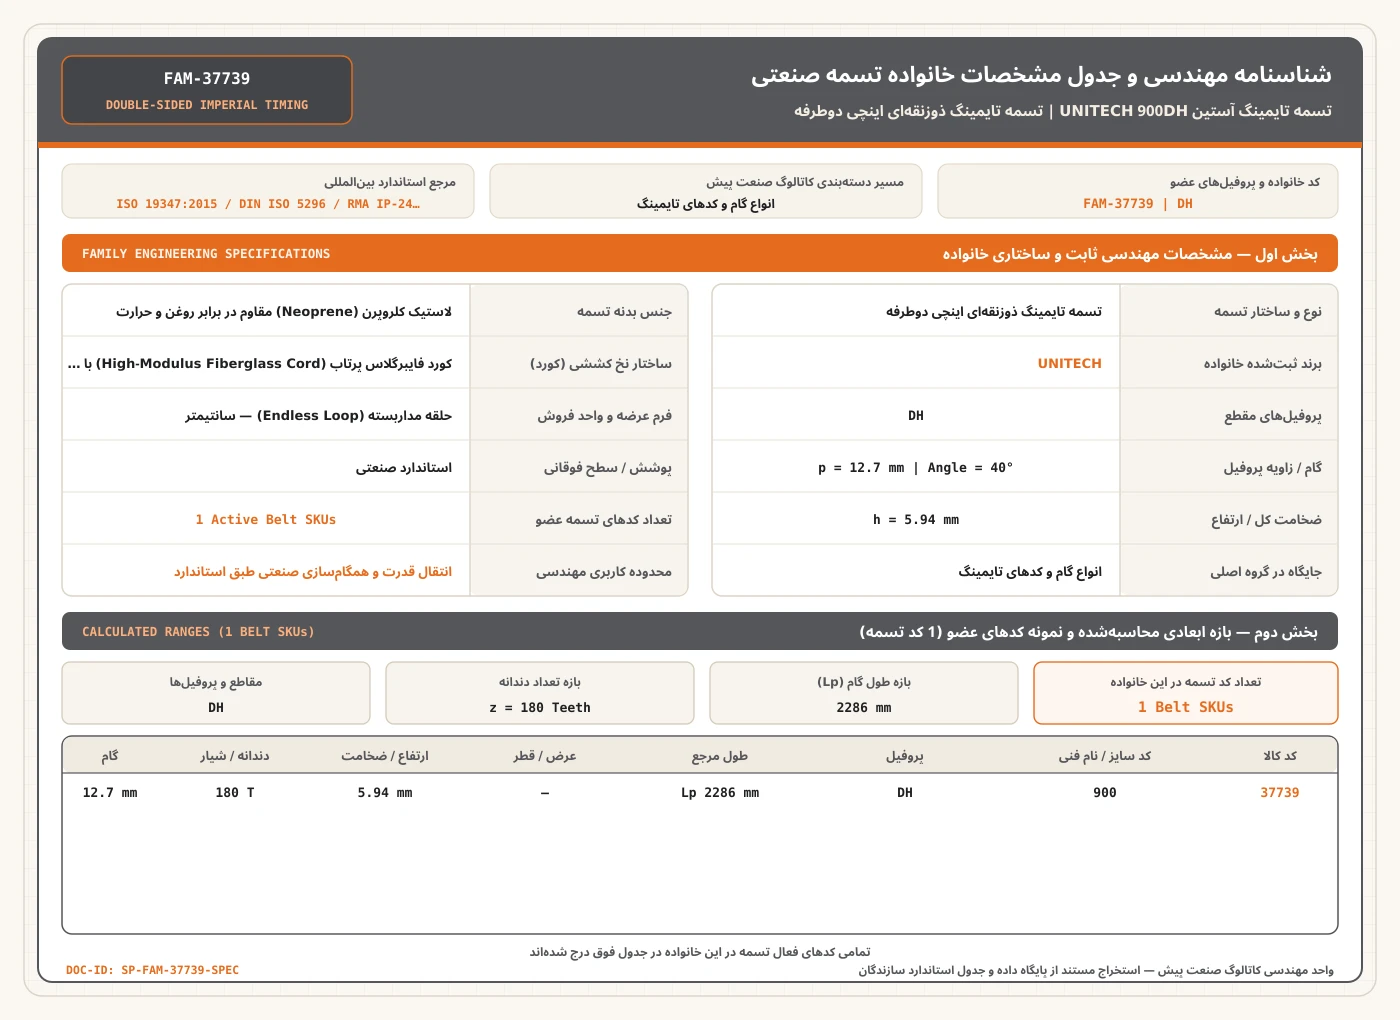 شناسنامه مهندسی و جدول مشخصات خانواده تسمه صنعتی
تسمه تایمینگ آستین UNITECH 900DH | تسمه تایمینگ ذوزنقه‌ای اینچی دوطرفه
FAM-37739
DOUBLE-SIDED IMPERIAL TIMING
کد خانواده و پروفیل‌های عضو
FAM-37739 | DH
مسیر دسته‌بندی کاتالوگ صنعت پیش
انواع گام و کدهای تایمینگ
مرجع استاندارد بین‌المللی
ISO 19347:2015 / DIN ISO 5296 / RMA IP-24…
بخش اول — مشخصات مهندسی ثابت و ساختاری خانواده
FAMILY ENGINEERING SPECIFICATIONS
نوع و ساختار تسمه
تسمه تایمینگ ذوزنقه‌ای اینچی دوطرفه
برند ثبت‌شده خانواده
UNITECH
پروفیل‌های مقطع
DH
گام / زاویه پروفیل
p = 12.7 mm | Angle = 40°
ضخامت کل / ارتفاع
h = 5.94 mm
جایگاه در گروه اصلی
انواع گام و کدهای تایمینگ
جنس بدنه تسمه
لاستیک کلروپرن (Neoprene) مقاوم در برابر روغن و حرارت
ساختار نخ کششی (کورد)
کورد فایبرگلاس پرتاب (High-Modulus Fiberglass Cord) با ...
فرم عرضه و واحد فروش
حلقه مداربسته (Endless Loop) — سانتیمتر
پوشش / سطح فوقانی
استاندارد صنعتی
تعداد کدهای تسمه عضو
1 Active Belt SKUs
محدوده کاربری مهندسی
انتقال قدرت و همگام‌سازی صنعتی طبق استاندارد
بخش دوم — بازه ابعادی محاسبه‌شده و نمونه کدهای عضو (1 کد تسمه)
CALCULATED RANGES (1 BELT SKUs)
تعداد کد تسمه در این خانواده
1 Belt SKUs
بازه طول گام (Lp)
2286 mm
بازه تعداد دندانه
z = 180 Teeth
مقاطع و پروفیل‌ها
DH
کد کالا	کد سایز / نام فنی	پروفیل	طول مرجع	عرض / قطر	ارتفاع / ضخامت	دندانه / شیار	گام
37739	900	DH	Lp 2286 mm	—	5.94 mm	180 T	12.7 mm
تمامی کدهای فعال تسمه در این خانواده در جدول فوق درج شده‌اند
واحد مهندسی کاتالوگ صنعت پیش — استخراج مستند از پایگاه داده و جدول استاندارد سازندگان
DOC-ID: SP-FAM-37739-SPEC